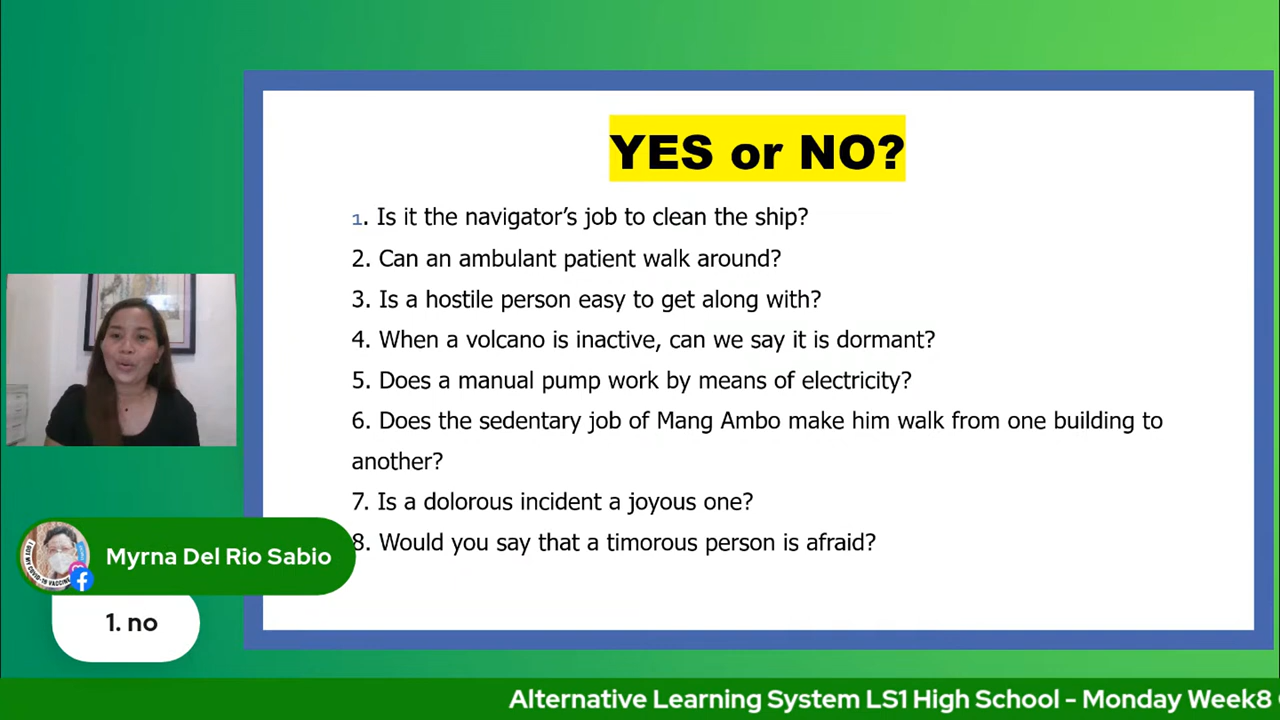 YES or NO?
1. Is it the navigator’s job to clean the ship?
2. Can an ambulant patient walk around?
3. Is a hostile person easy to get along with?
4. When a volcano is inactive, can we say it is dormant?
5. Does a manual pump work by means of electricity?
6. Does the sedentary job of Mang Ambo make him walk from one building to
another?
7. Is a dolorous incident a joyous one?
8. Would you say that a timorous person is afraid?
Myrna Del Rio Sabio
1. no
Alternative Learning System LS1 High School - Monday Week8